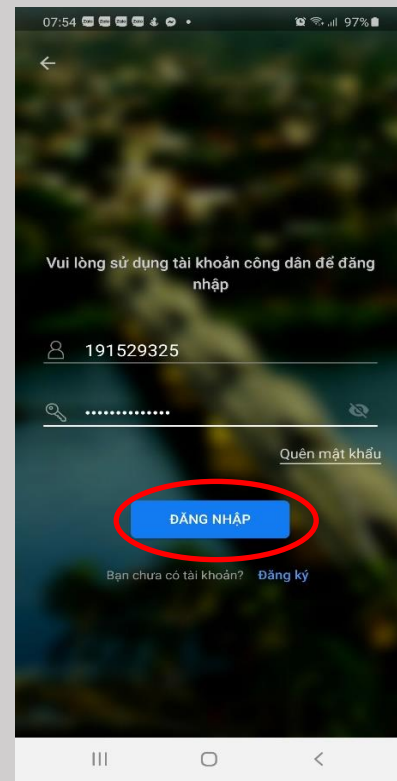 07:54
97%
Vui lòng sử dụng tài khoản công dân để đăng
nhập
191529325
••••••••••••••
Quên mật khẩu
ĐĂNG NHẬP
Bạn chưa có tài khoản? Đăng ký